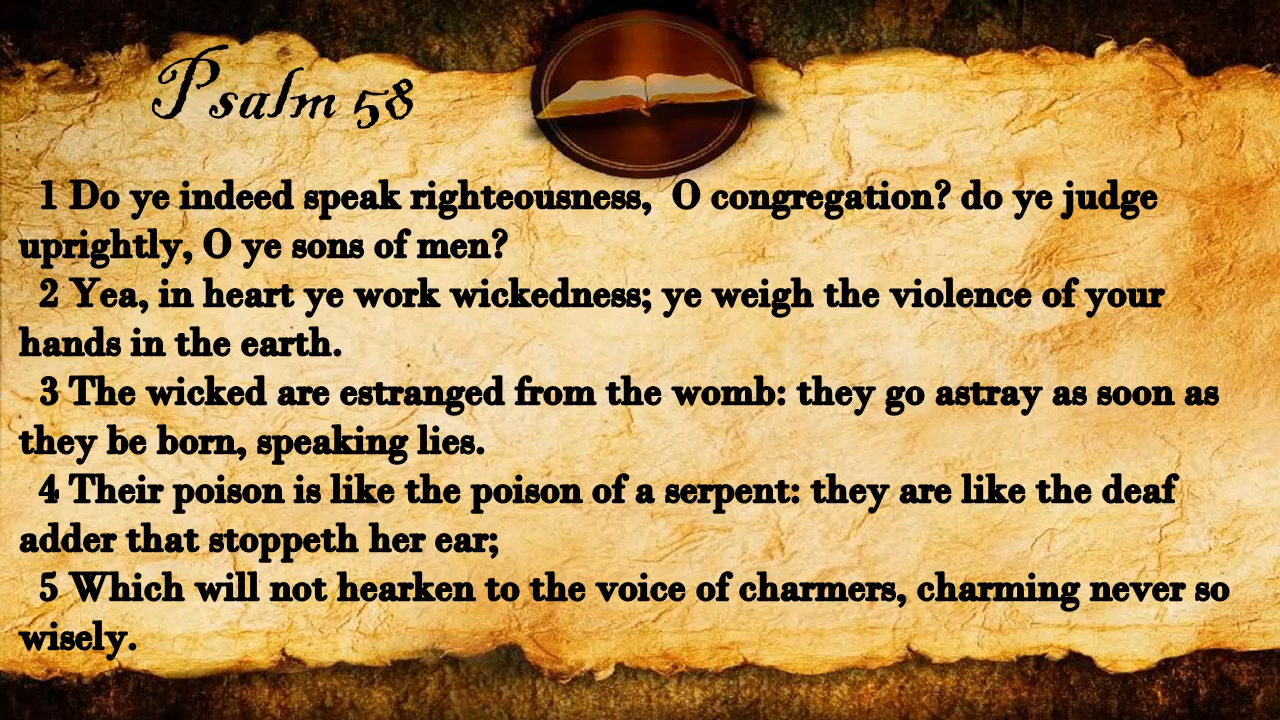 Psalm 58
1 Do ye indeed speak righteousness, O congregation? do ye judge
uprightly, O ye sons of men?
2 Yea, in heart ye work wickedness; ye weigh the violence of your
hands in the earth.
3 The wicked are estranged from the womb: they go astray as soon as
they be born, speaking lies.
4 Their poison is like the poison of a serpent: they are like the deaf
adder that stoppeth her ear;
5 Which will not hearken to the voice of charmers, charming never so
wisely.